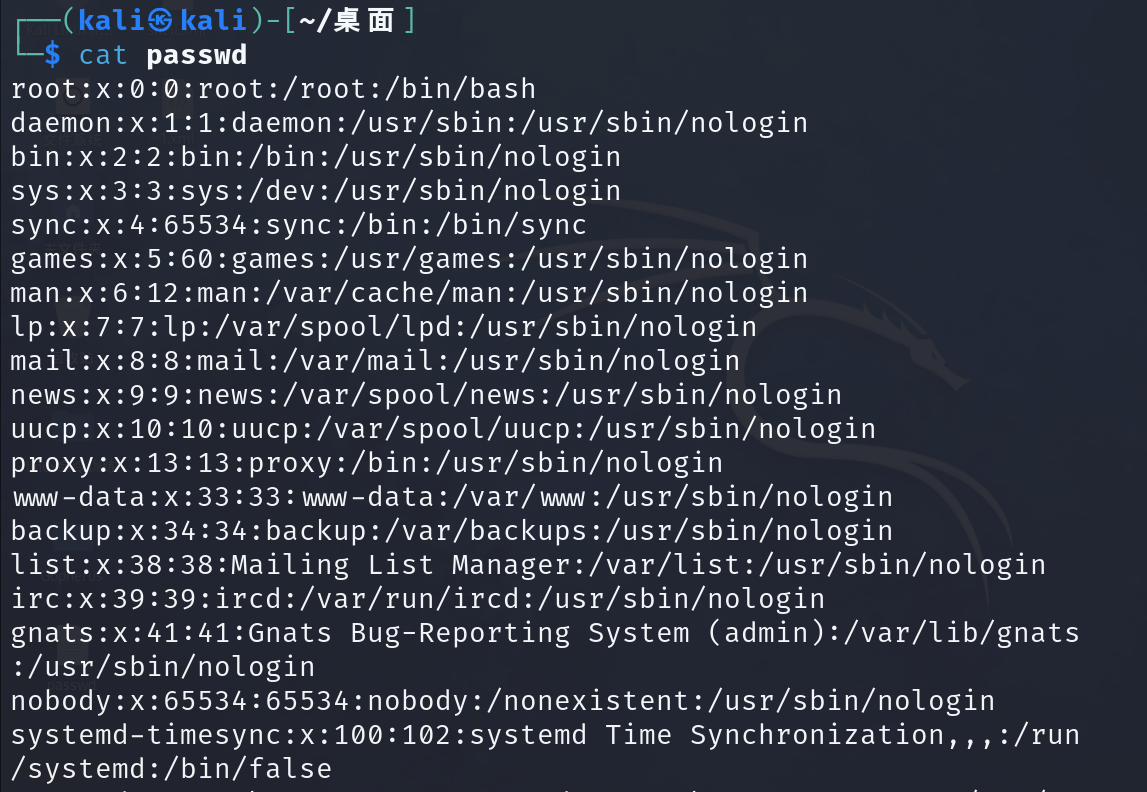 ┌──(kali㉿kali)-[~/桌面]
└─$ cat passwd
root:x:0:0:root:/root:/bin/bash
daemon:x:1:1:daemon:/usr/sbin:/usr/sbin/nologin
bin:x:2:2:bin:/bin:/usr/sbin/nologin
sys:x:3:3:sys:/dev:/usr/sbin/nologin
sync:x:4:65534:sync:/bin:/bin/sync
games:x:5:60:games:/usr/games:/usr/sbin/nologin
man:x:6:12:man:/var/cache/man:/usr/sbin/nologin
lp:x:7:7:lp:/var/spool/lpd:/usr/sbin/nologin
mail:x:8:8:mail:/var/mail:/usr/sbin/nologin
news:x:9:9:news:/var/spool/news:/usr/sbin/nologin
uucp:x:10:10:uucp:/var/spool/uucp:/usr/sbin/nologin
proxy:x:13:13:proxy:/bin:/usr/sbin/nologin
www-data:x:33:33:www-data:/var/www:/usr/sbin/nologin
backup:x:34:34:backup:/var/backups:/usr/sbin/nologin
list:x:38:38:Mailing List Manager:/var/list:/usr/sbin/nologin
irc:x:39:39:ircd:/var/run/ircd:/usr/sbin/nologin
gnats:x:41:41:Gnats Bug-Reporting System (admin):/var/lib/gnats
:/usr/sbin/nologin
nobody:x:65534:65534:nobody:/nonexistent:/usr/sbin/nologin
systemd-timesync:x:100:102:systemd Time Synchronization,,,:/run
/systemd:/bin/false